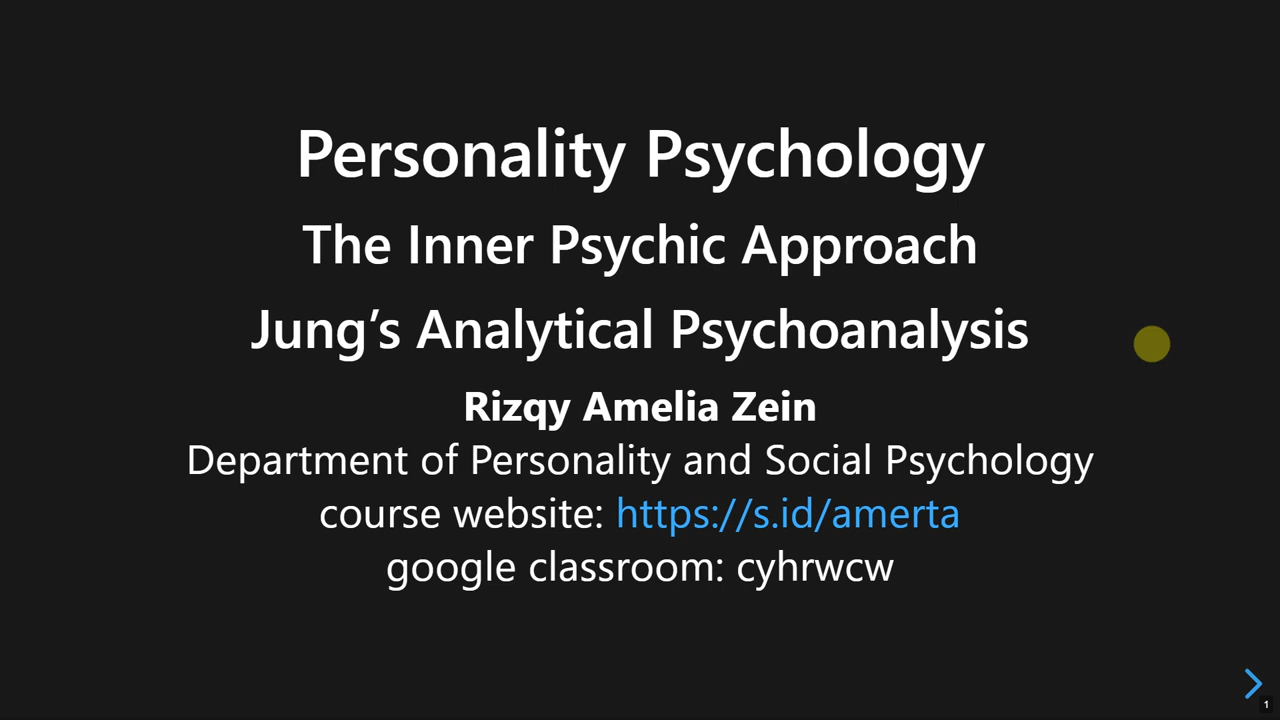 Personality Psychology
The Inner Psychic Approach
Jung’s Analytical Psychoanalysis
Rizqy Amelia Zein
Department of Personality and Social Psychology
course website: https://s.id/amerta
google classroom: cyhrwcw
1